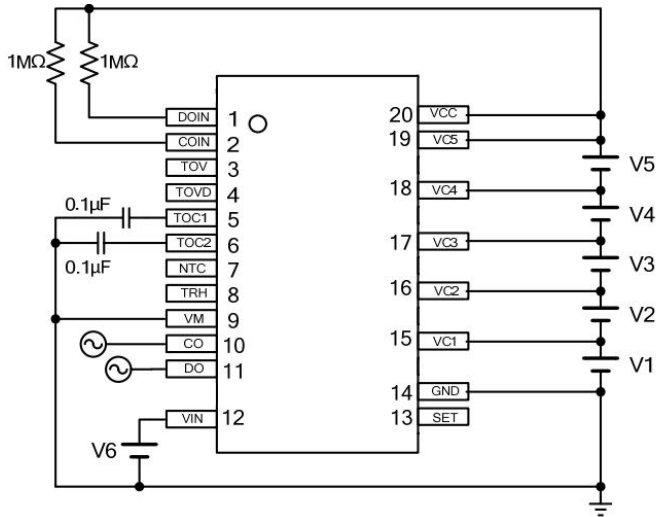 1MΩ 1MΩ
DOIN 1 20 VCC
COIN 2 19 VC5
TOV 3
V5
TOVD 4 18 VC4
V4
0.1μF
TOC1 5
TOC2 6 17 VC3
V3
0.1μF
NTC 7
TRH 8 16 VC2
V2
VM 9
CO 10 15 VC1
DO 11
V1
14 GND
VIN 12 13 SET
V6